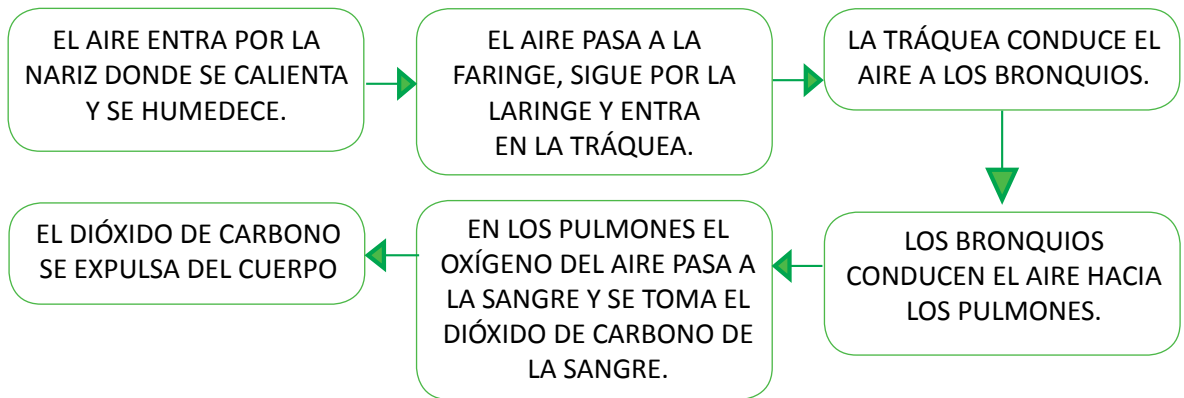 EL AIRE ENTRA POR LA
NARIZ DONDE SE CALIENTA
Y SE HUMEDECE.
EL AIRE PASA A LA
FARINGE, SIGUE POR LA
LARINGE Y ENTRA
EN LA TRÁQUEA.
LA TRÁQUEA CONDUCE EL
AIRE A LOS BRONQUIOS.
LOS BRONQUIOS
CONDUCEN EL AIRE HACIA
LOS PULMONES.
EN LOS PULMONES EL
OXÍGENO DEL AIRE PASA A
LA SANGRE Y SE TOMA EL
DIÓXIDO DE CARBONO DE
LA SANGRE.
EL DIÓXIDO DE CARBONO
SE EXPULSA DEL CUERPO